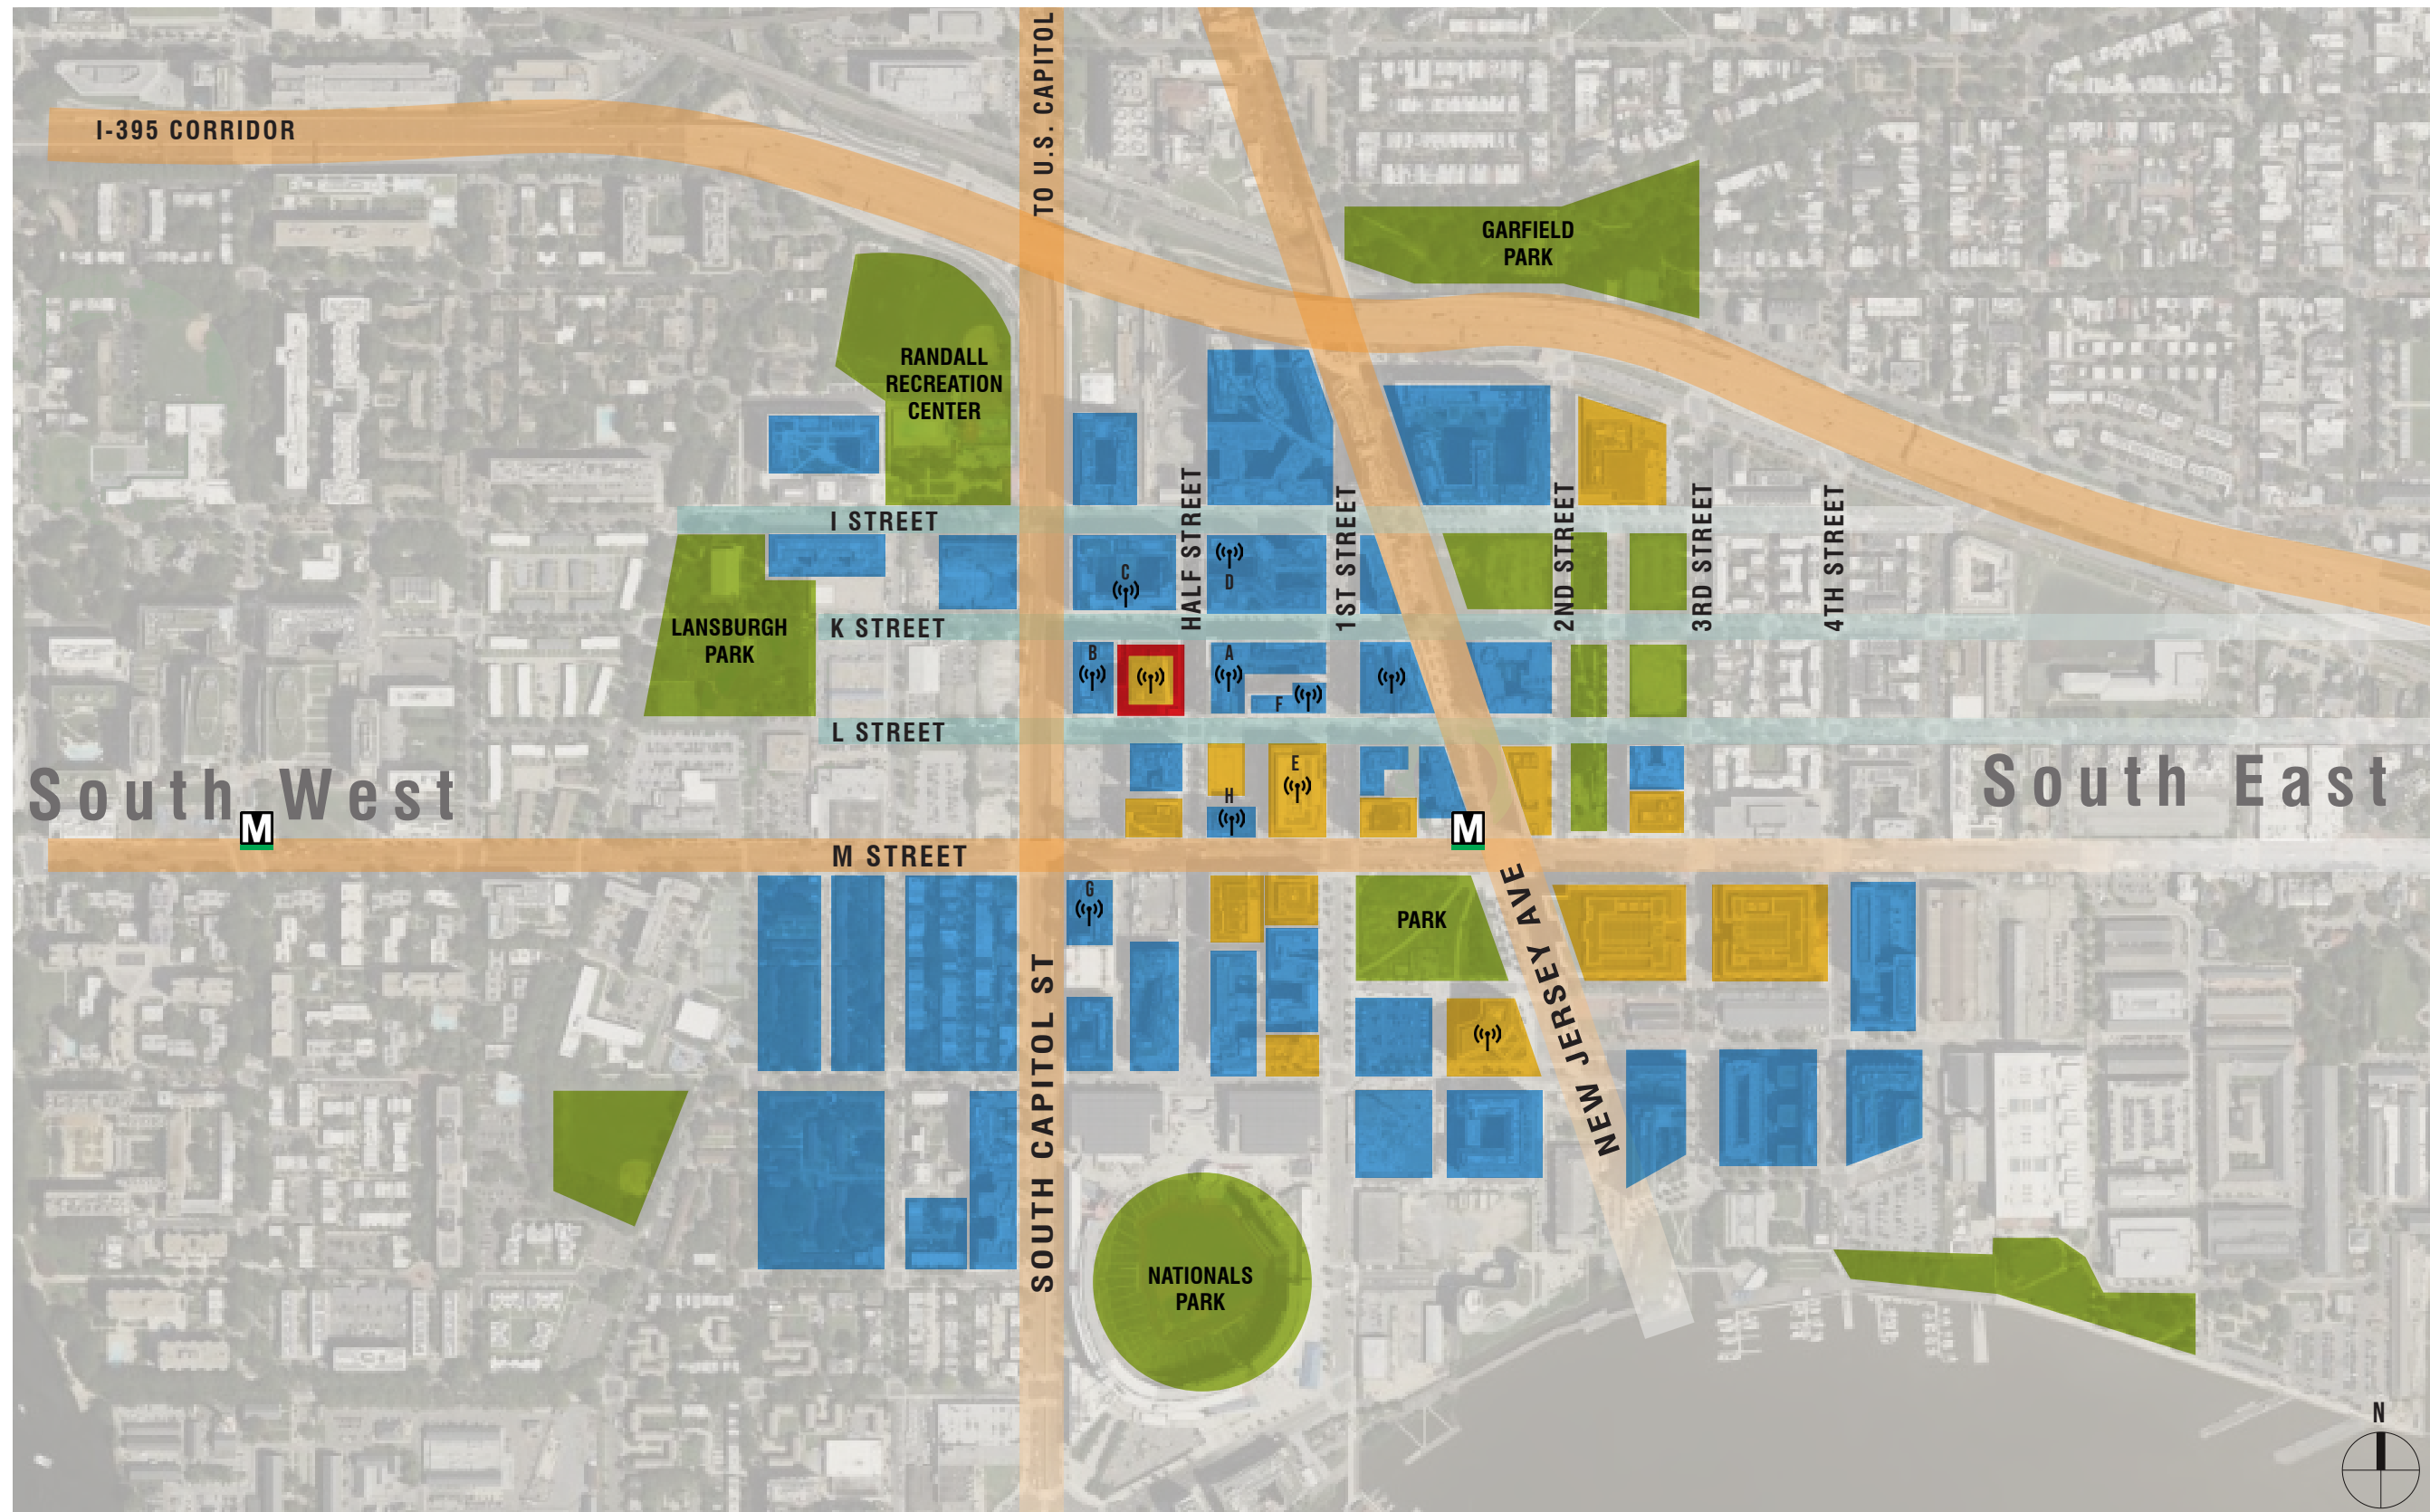 TO U.S. CAPITOL
I-395 CORRIDOR
GARFIELD
PARK
RANDALL
RECREATION
CENTER
I STREET
HALF STREET
1ST STREET
2ND STREET
3RD STREET
4TH STREET
C
D
LANSBURGH
PARK
K STREET
B
A
F
L STREET
South West
South East
E
H
M
M
M STREET
G
PARK
NEW JERSEY AVE
SOUTH CAPITOL ST
NATIONALS
PARK
N